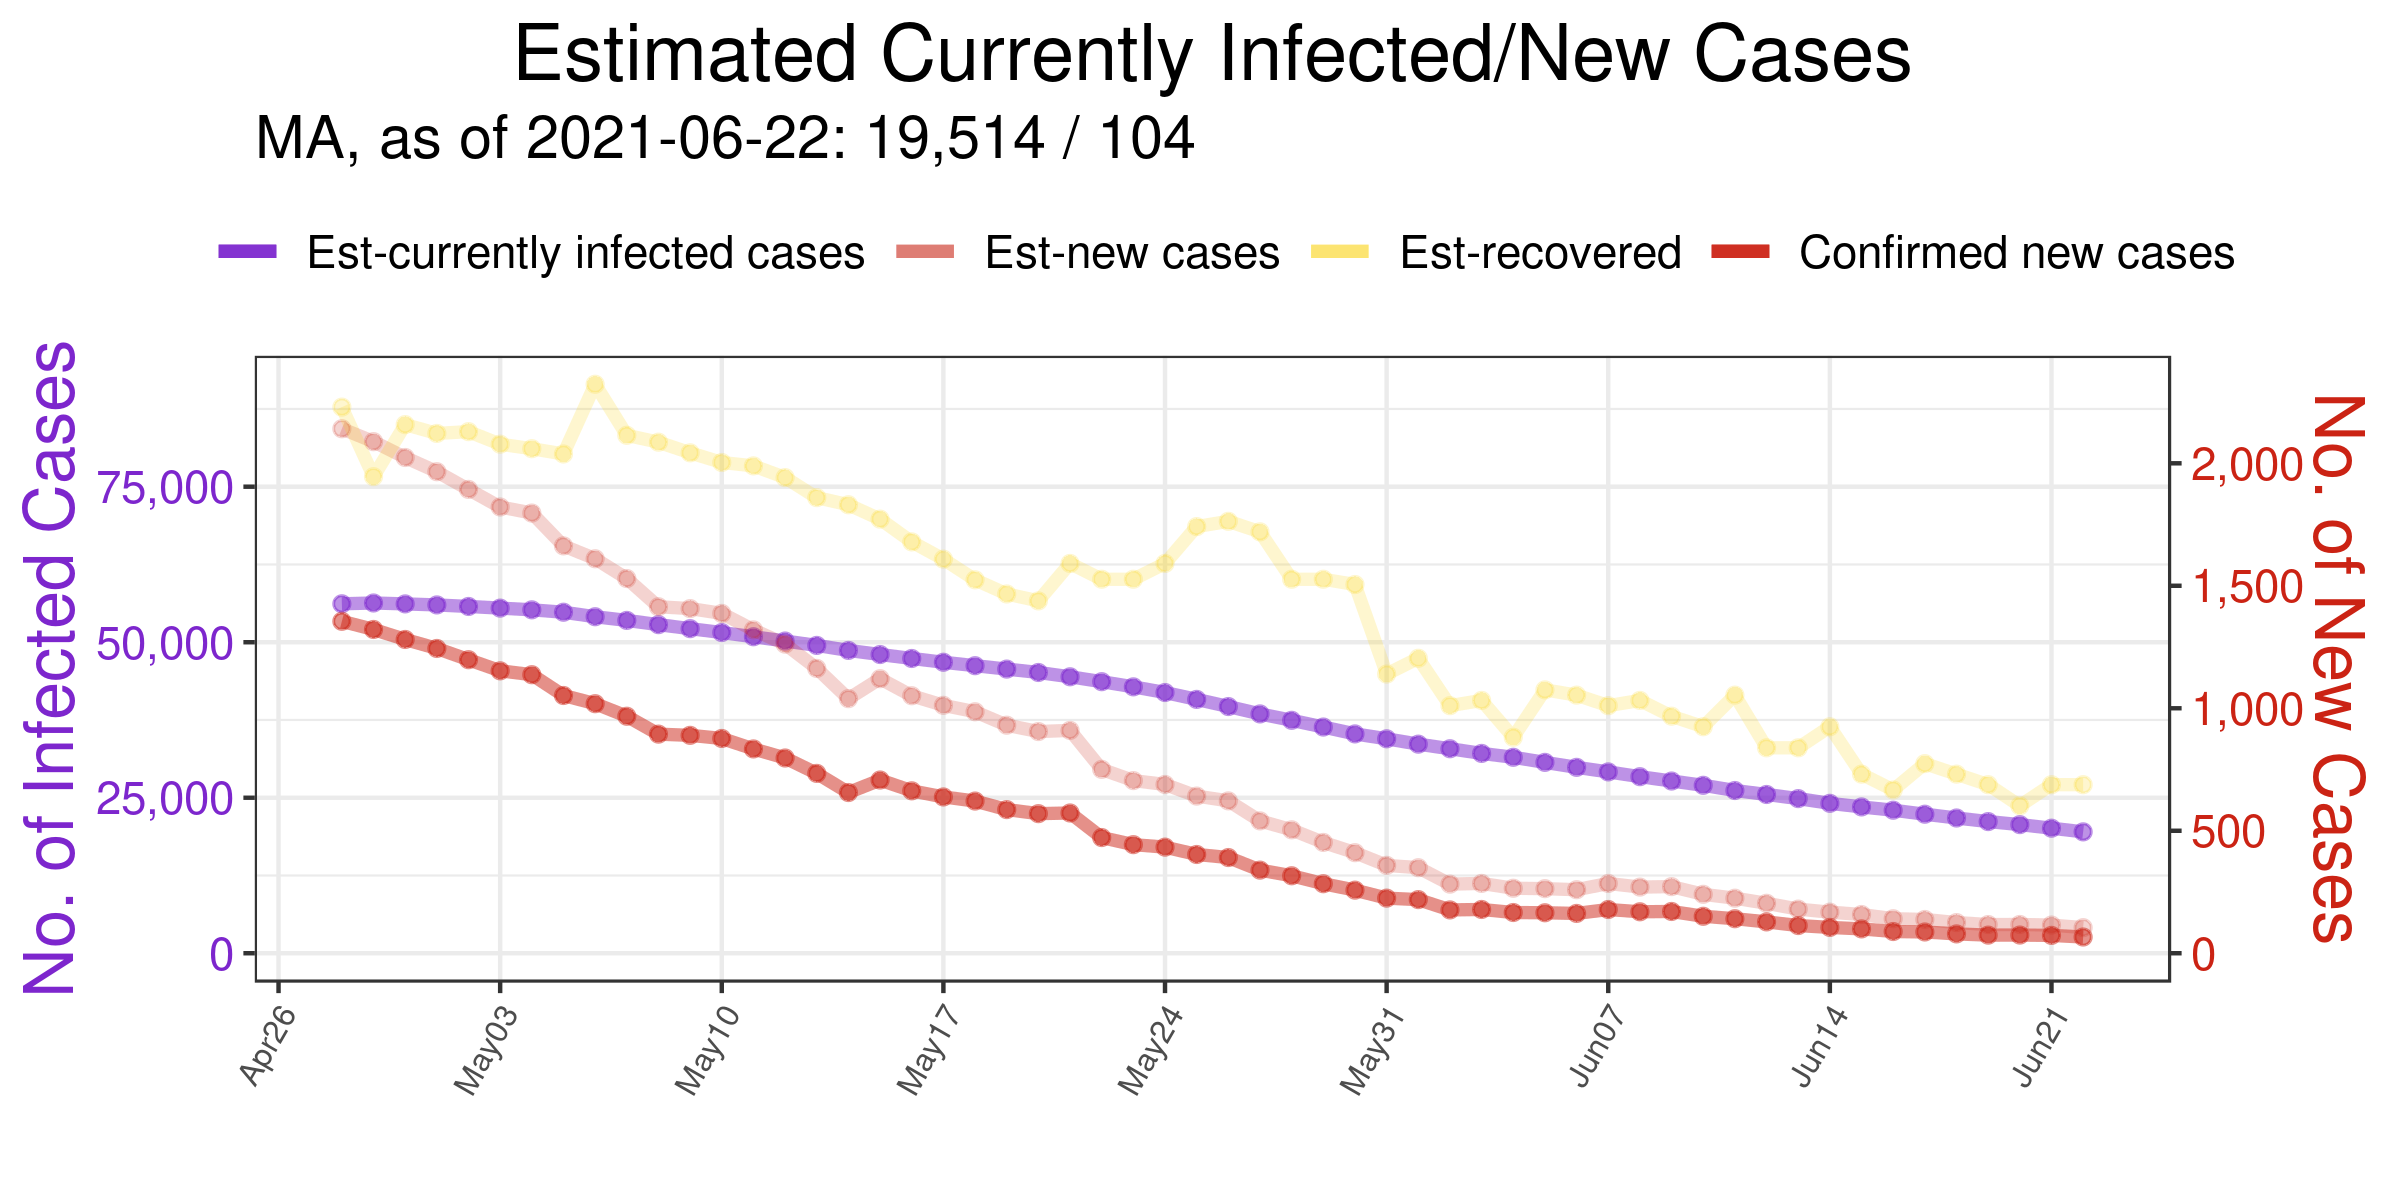 Estimated Currently Infected/New Cases
MA, as of 2021-06-22: 19,514 / 104
Est-currently infected cases Est-new cases Est-recovered Confirmed new cases
No. of Infected Cases
75,000
50,000
25,000
0
2,000
1,500
1,000
500
0
No. of New Cases
Apr26 May03 May10 May17 May24 May31 Jun07 Jun14 Jun21